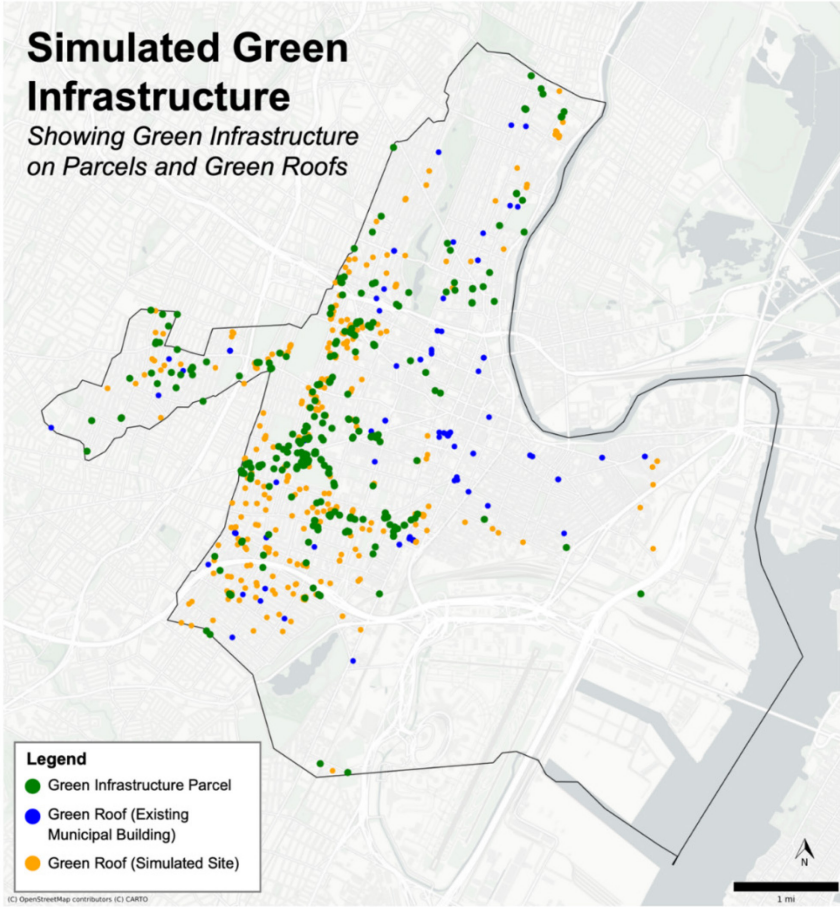 Simulated Green
Infrastructure
Showing Green Infrastructure
on Parcels and Green Roofs
Legend
Green Infrastructure Parcel
Green Roof (Existing
Municipal Building)
Green Roof (Simulated Site)
N
1 mi
(C) OpenStreetMap contributors (C) CARTO